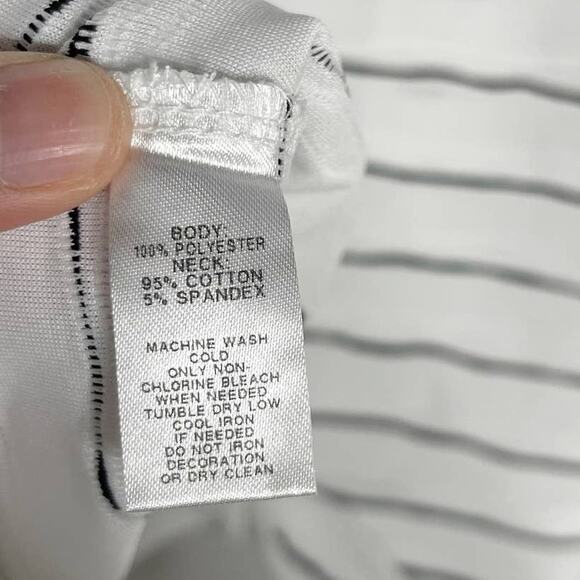 BODY:
100% POLYESTER
NECK:
95% COTTON
5% SPANDEX
MACHINE WASH
COLD
ONLY NON-
CHLORINE BLEACH
WHEN NEEDED
TUMBLE DRY LOW
COOL IRON
IF NEEDED
DO NOT IRON
DECORATION
OR DRY CLEAN